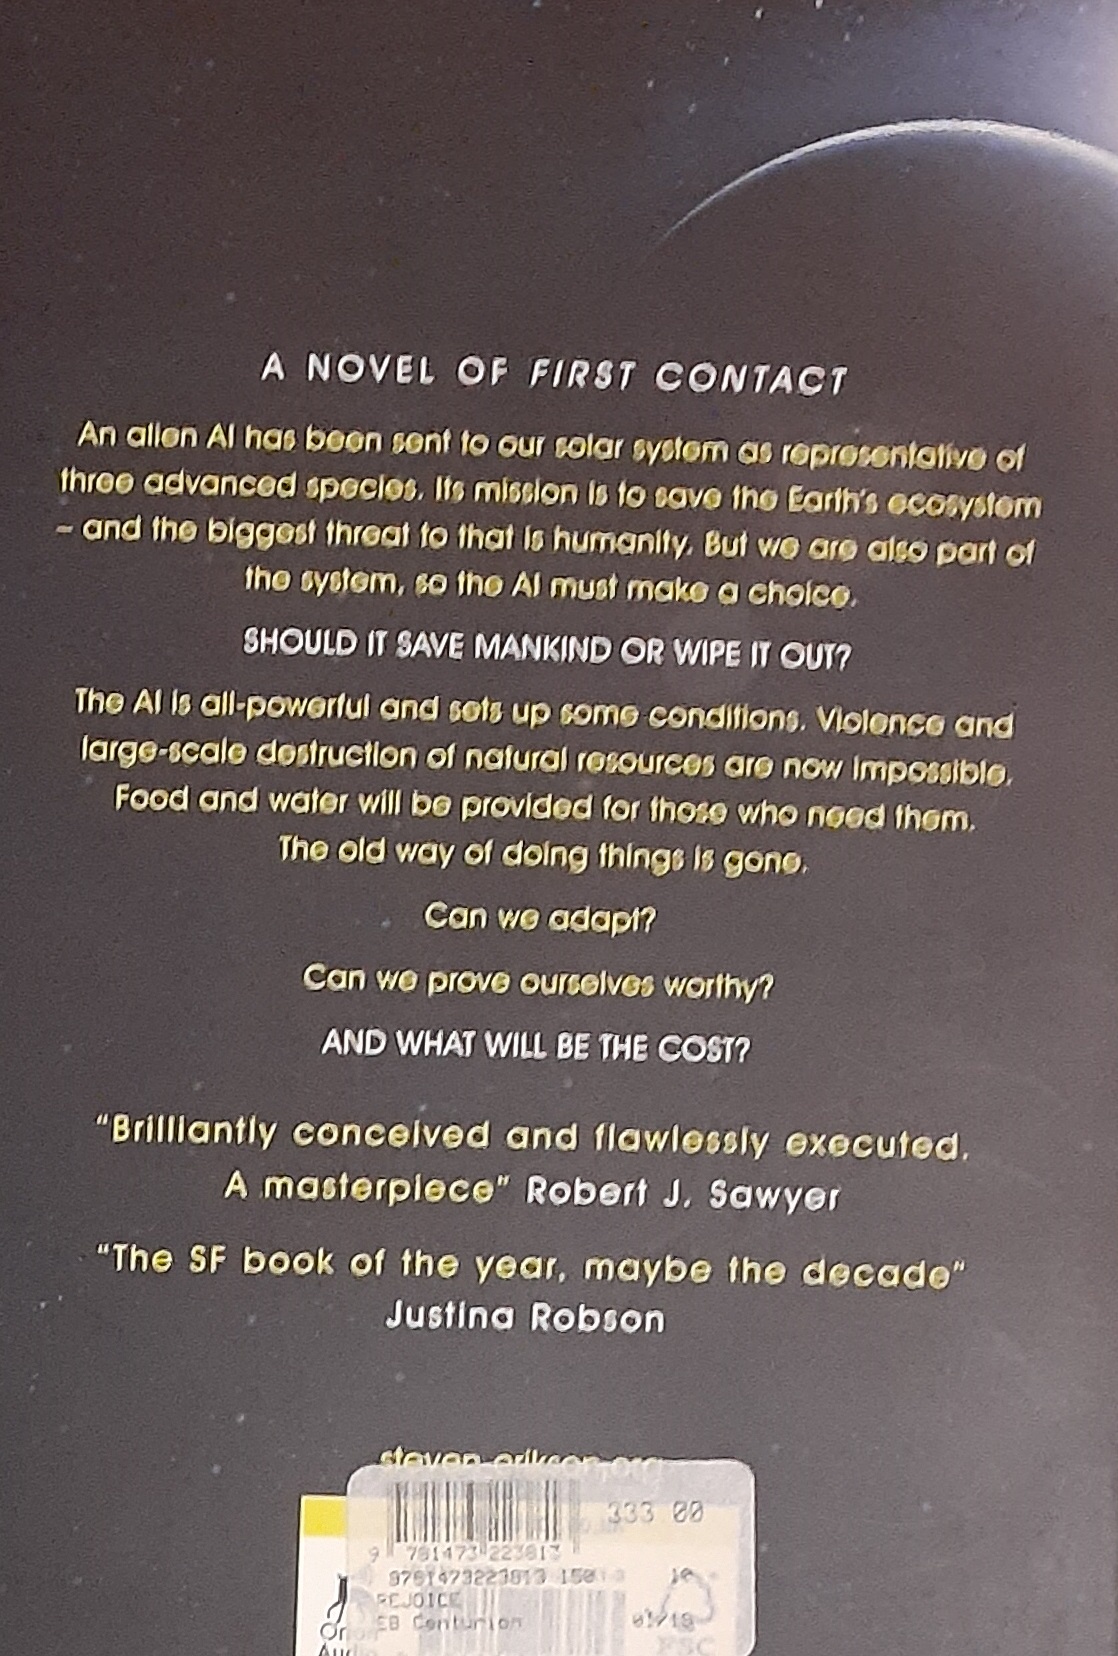 A NOVEL OF FIRST CONTACT
An alien AI has been sent to our solar system as representative of
three advanced species. Its mission is to save the Earth's ecosystem
– and the biggest threat to that is humanity. But we are also part of
the system, so the AI must make a choice.
SHOULD IT SAVE MANKIND OR WIPE IT OUT?
The AI is all-powerful and sets up some conditions. Violence and
large-scale destruction of natural resources are now impossible.
Food and water will be provided for those who need them.
The old way of doing things is gone.
Can we adapt?
Can we prove ourselves worthy?
AND WHAT WILL BE THE COST?
"Brilliantly conceived and flawlessly executed.
A masterpiece" Robert J. Sawyer
"The SF book of the year, maybe the decade"
Justina Robson
steven-erikson.org
333 00
9 781473 223813
9781473223813
REJOICE
EB Centurion 01/19
FSC